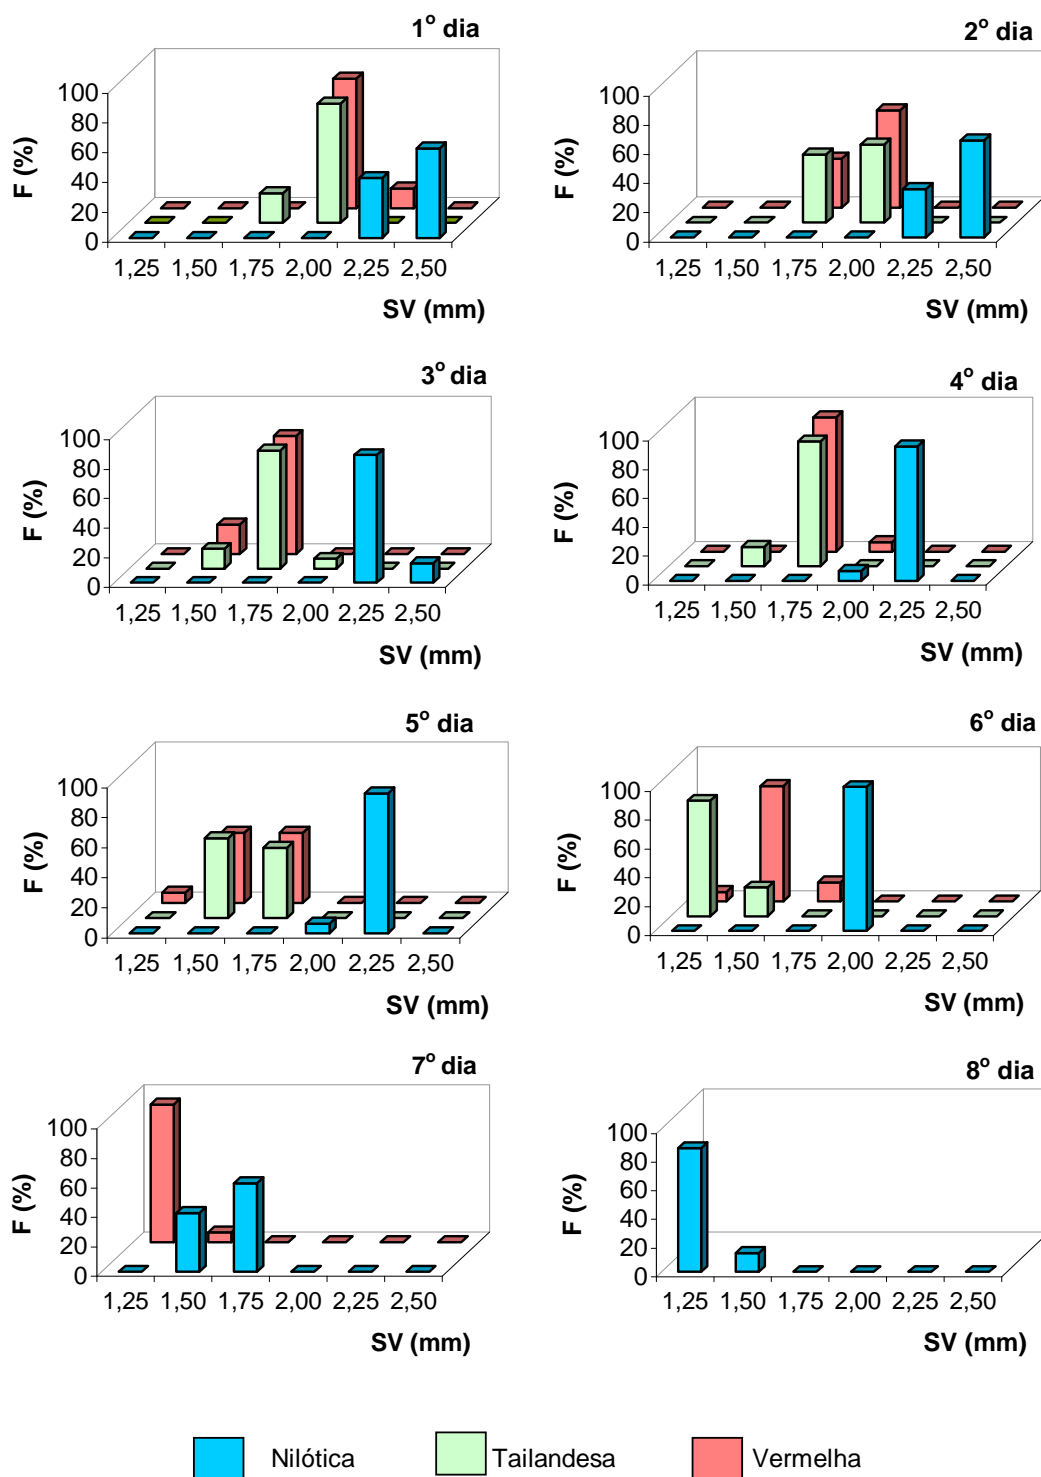 1º dia
F (%)
100
80
60
40
20
0
1,25 1,50 1,75 2,00 2,25 2,50
SV (mm)
2º dia
F (%)
100
80
60
40
20
0
1,25 1,50 1,75 2,00 2,25 2,50
SV (mm)
3º dia
F (%)
100
80
60
40
20
0
1,25 1,50 1,75 2,00 2,25 2,50
SV (mm)
4º dia
F (%)
100
80
60
40
20
0
1,25 1,50 1,75 2,00 2,25 2,50
SV (mm)
5º dia
F (%)
100
80
60
40
20
0
1,25 1,50 1,75 2,00 2,25 2,50
SV (mm)
6º dia
F (%)
100
80
60
40
20
0
1,25 1,50 1,75 2,00 2,25 2,50
SV (mm)
7º dia
F (%)
100
80
60
40
20
0
1,25 1,50 1,75 2,00 2,25 2,50
SV (mm)
8º dia
F (%)
100
80
60
40
20
0
1,25 1,50 1,75 2,00 2,25 2,50
SV (mm)
Nilótica Tailandesa Vermelha